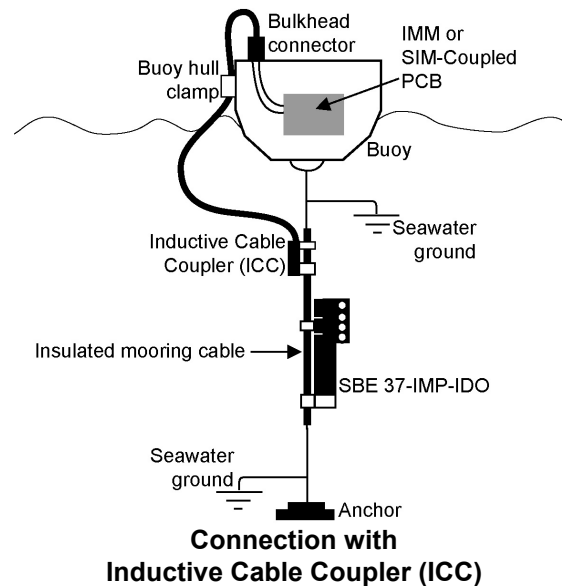 Bulkhead
connector
IMM or
SIM-Coupled
PCB
Buoy hull
clamp
Buoy
Seawater
ground
Inductive Cable
Coupler (ICC)
Insulated mooring cable
SBE 37-IMP-IDO
Seawater
ground
Anchor
Connection with
Inductive Cable Coupler (ICC)